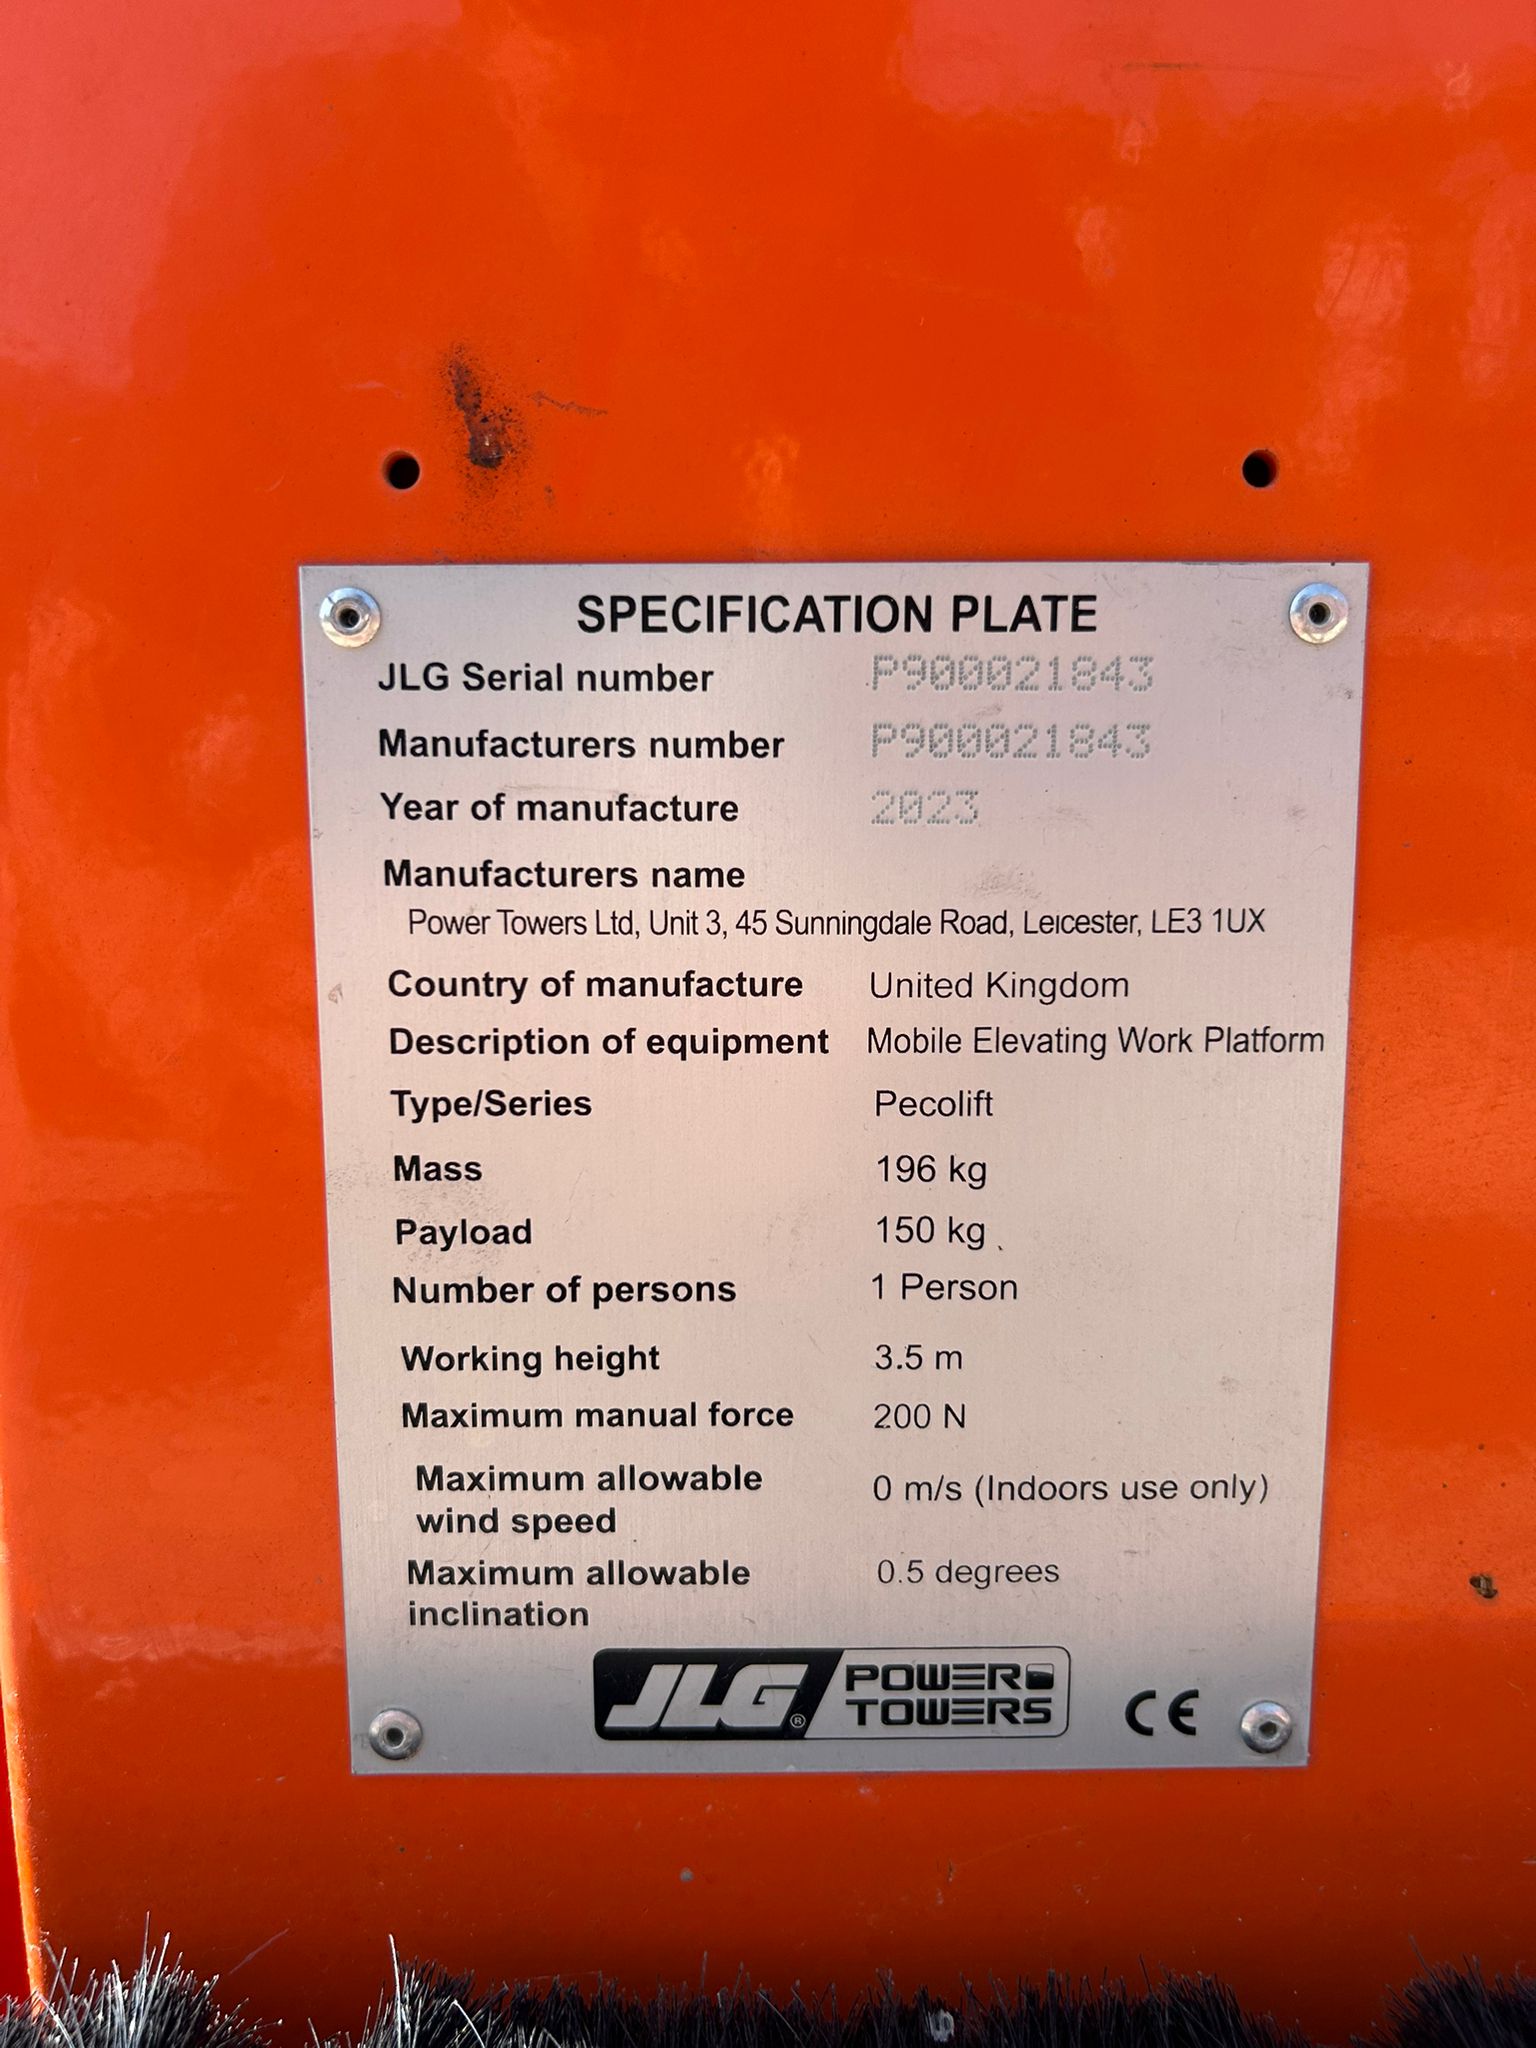 SPECIFICATION PLATE
JLG Serial number P900021843
Manufacturers number P900021843
Year of manufacture 2023
Manufacturers name
Power Towers Ltd, Unit 3, 45 Sunningdale Road, Leicester, LE3 1UX
Country of manufacture United Kingdom
Description of equipment Mobile Elevating Work Platform
Type/Series Pecolift
Mass 196 kg
Payload 150 kg
Number of persons 1 Person
Working height 3.5 m
Maximum manual force 200 N
Maximum allowable wind speed 0 m/s (Indoors use only)
Maximum allowable inclination 0.5 degrees
JLG® POWER TOWERS CE